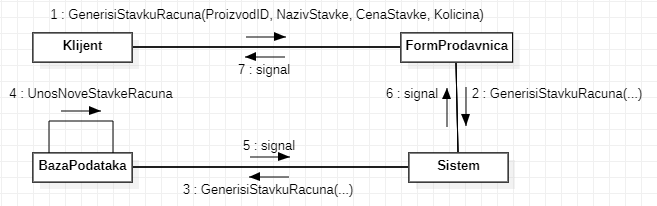 1 : GenerisiStavkuRacuna(ProizvodID, NazivStavke, CenaStavke, Kolicina)
Klijent
FormProdavnica
7 : signal
4 : UnosNoveStavkeRacuna
6 : signal
2 : GenerisiStavkuRacuna(...)
5 : signal
BazaPodataka
Sistem
3 : GenerisiStavkuRacuna(...)